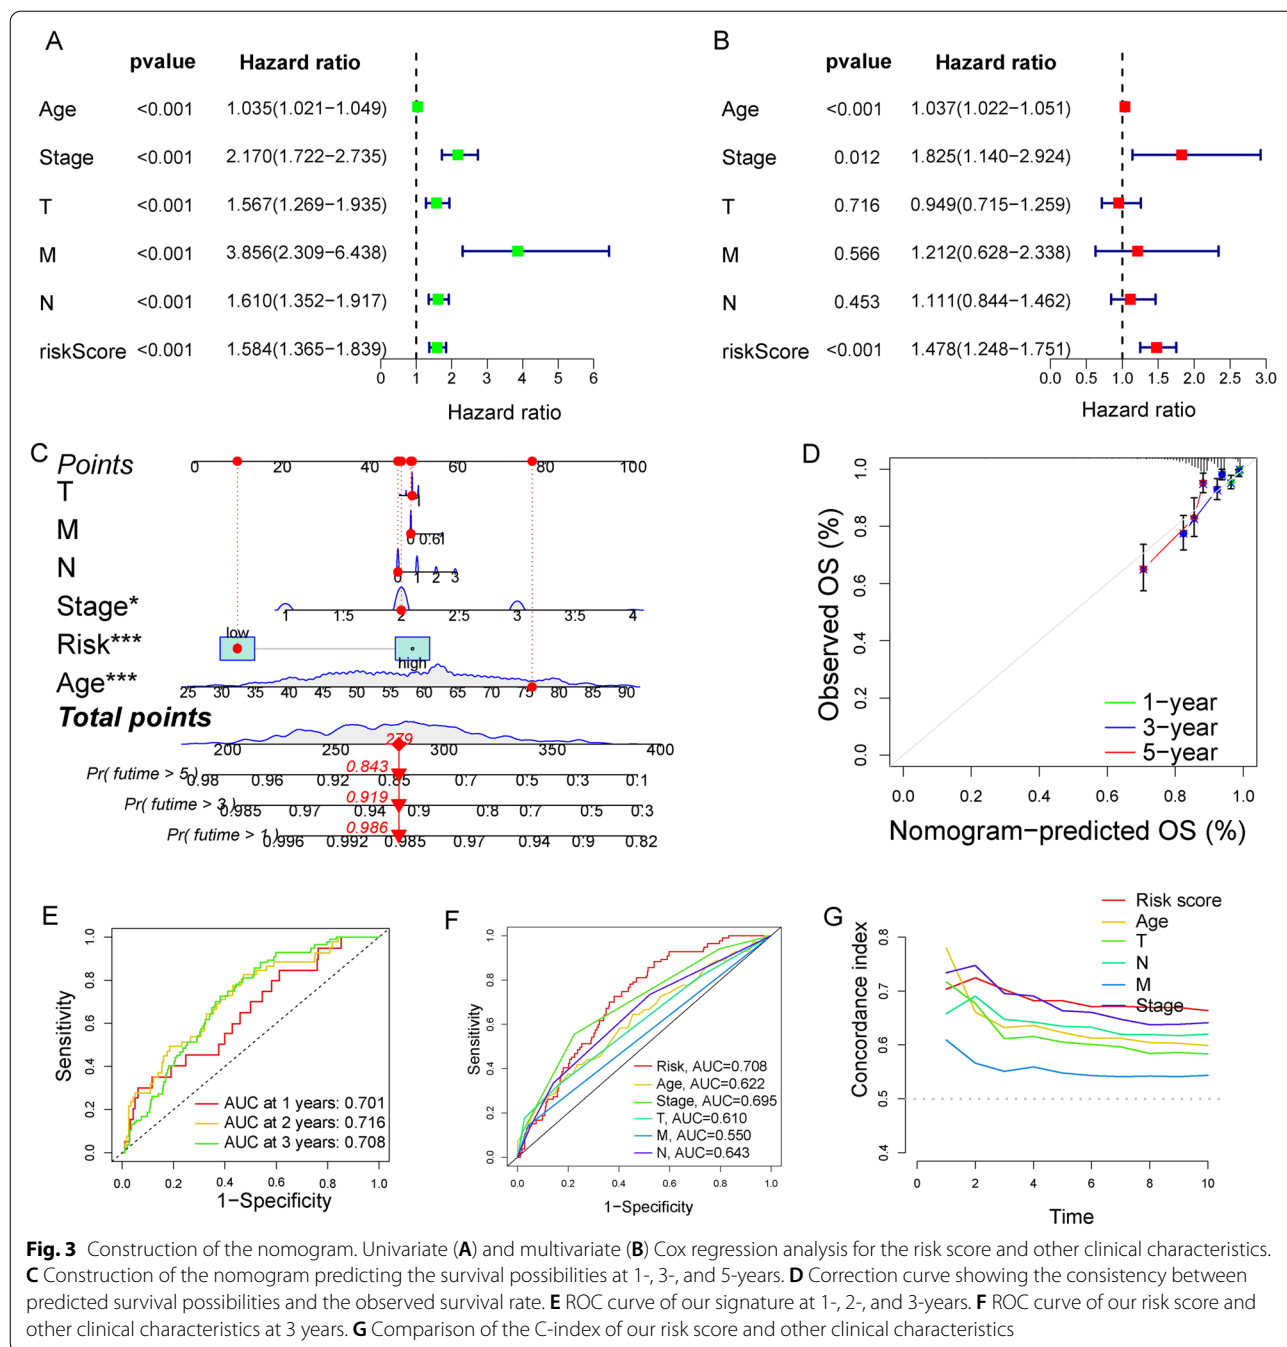 A
pvalue Hazard ratio
Age <0.001 1.035(1.021−1.049)
Stage <0.001 2.170(1.722−2.735)
T <0.001 1.567(1.269−1.935)
M <0.001 3.856(2.309−6.438)
N <0.001 1.610(1.352−1.917)
riskScore <0.001 1.584(1.365−1.839)
0 1 2 3 4 5 6
Hazard ratio
B
pvalue Hazard ratio
Age <0.001 1.037(1.022−1.051)
Stage 0.012 1.825(1.140−2.924)
T 0.716 0.949(0.715−1.259)
M 0.566 1.212(0.628−2.338)
N 0.453 1.111(0.844−1.462)
riskScore <0.001 1.478(1.248−1.751)
0.0 0.5 1.0 1.5 2.0 2.5 3.0
Hazard ratio
C
Points 0 20 40 60 80 100
T
M 0 0.61
N 0 1 2 3
Stage* 1 1.5 2 2.5 3 3.5 4
low
Risk***
high
Age*** 25 30 35 40 45 50 55 60 65 70 75 80 85 90
Total points
279
200 250 300 350 400
0.843
Pr( futime > 5 ) 0.98 0.96 0.92 0.85 0.7 0.5 0.3 0.1
0.919
Pr( futime > 3 ) 0.985 0.97 0.94 0.9 0.8 0.7 0.5 0.3
0.986
Pr( futime > 1 ) 0.996 0.992 0.985 0.97 0.94 0.9 0.82
D
Observed OS (%)
0.0 0.2 0.4 0.6 0.8 1.0
1−year
3−year
5−year
0.0 0.2 0.4 0.6 0.8 1.0
Nomogram−predicted OS (%)
E
Sensitivity
0.0 0.2 0.4 0.6 0.8 1.0
AUC at 1 years: 0.701
AUC at 2 years: 0.716
AUC at 3 years: 0.708
0.0 0.2 0.4 0.6 0.8 1.0
1−Specificity
F
Sensitivity
0.0 0.2 0.4 0.6 0.8 1.0
Risk, AUC=0.708
Age, AUC=0.622
Stage, AUC=0.695
T, AUC=0.610
M, AUC=0.550
N, AUC=0.643
0.0 0.2 0.4 0.6 0.8 1.0
1−Specificity
G
Risk score
Age
T
N
M
Stage
Concordance index
0.4 0.5 0.6 0.7 0.8
0 2 4 6 8 10
Time
Fig. 3 Construction of the nomogram. Univariate (A) and multivariate (B) Cox regression analysis for the risk score and other clinical characteristics.
C Construction of the nomogram predicting the survival possibilities at 1-, 3-, and 5-years. D Correction curve showing the consistency between
predicted survival possibilities and the observed survival rate. E ROC curve of our signature at 1-, 2-, and 3-years. F ROC curve of our risk score and
other clinical characteristics at 3 years. G Comparison of the C-index of our risk score and other clinical characteristics